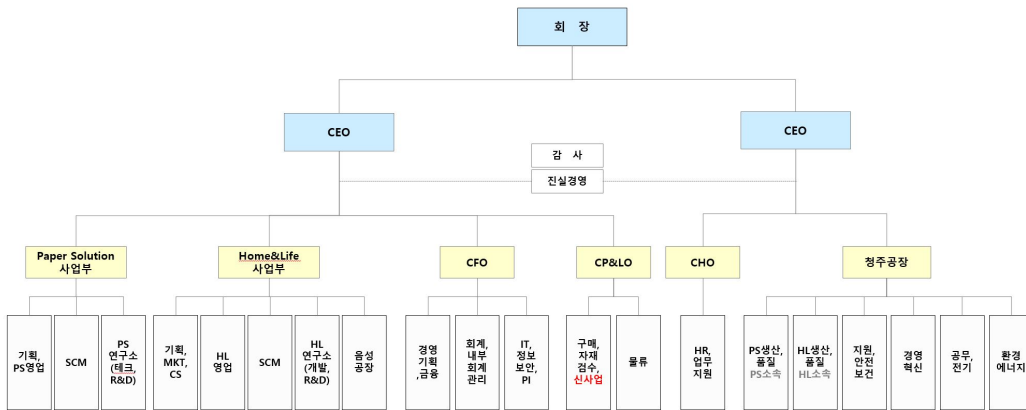 회 장
CEO
CEO
감 사
진실경영
Paper Solution
사업부
Home&Life
사업부
CFO
CP&LO
CHO
청주공장
기획,
PS영업
SCM
PS
연구소
(테크,
R&D)
기획,
MKT,
CS
HL
영업
SCM
HL
연구소
(개발,
R&D)
음성
공장
경영
기획
,금융
회계,
내부
회계
관리
IT,
정보
보안,
PI
구매,
자재
검수,
신사업
물류
HR,
업무
지원
PS생산,
품질
PS소속
HL생산,
품질
HL소속
지원,
안전
보건
경영
혁신
공무,
전기
환경
에너지